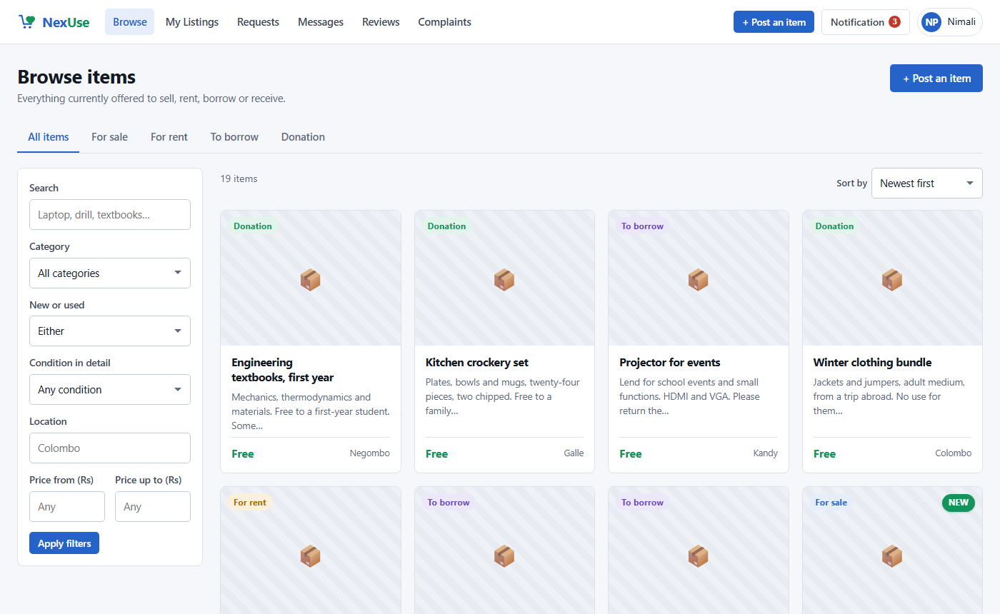 NexUse
Browse
My Listings
Requests
Messages
Reviews
Complaints
+ Post an item
Notification 3
NP
Nimali
Browse items
Everything currently offered to sell, rent, borrow or receive.
+ Post an item
All items
For sale
For rent
To borrow
Donation
Search
Laptop, drill, textbooks...
Category
All categories
New or used
Either
Condition in detail
Any condition
Location
Colombo
Price from (Rs)
Price up to (Rs)
Any
Any
Apply filters
19 items
Sort by
Newest first
Donation
Engineering
textbooks, first year
Mechanics, thermodynamics and
materials. Free to a first-year student.
Some...
Free
Negombo
Donation
Kitchen crockery set
Plates, bowls and mugs, twenty-four
pieces, two chipped. Free to a
family...
Free
Galle
To borrow
Projector for events
Lend for school events and small
functions. HDMI and VGA. Please
return the...
Free
Kandy
Donation
Winter clothing bundle
Jackets and jumpers, adult medium,
from a trip abroad. No use for
them...
Free
Colombo
For rent
To borrow
To borrow
For sale
NEW